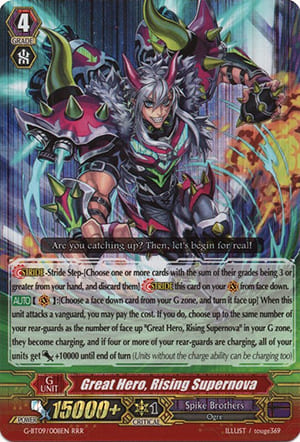 4
GRADE
Are you catching up? Then, let's begin for real!
STRIDE -Stride Step-[Choose one or more cards with the sum of their grades being 3 or
greater from your hand, and discard them] STRIDE this card on your from face down.
AUTO [ 1:[Choose a face down card from your G zone, and turn it face up] When this
unit attacks a vanguard, you may pay the cost. If you do, choose up to the same number of
your rear-guards as the number of face up "Great Hero, Rising Supernova" in your G zone,
they become charging, and if four or more of your rear-guards are charging, all of your
units get +10000 until end of turn (Units without the charge ability can be charging too)
G
UNIT
Great Hero, Rising Supernova
POWER
15000+
1
CRITICAL
Spike Brothers
Ogre
G-BT09/008EN RRR
ILLUST / touge369